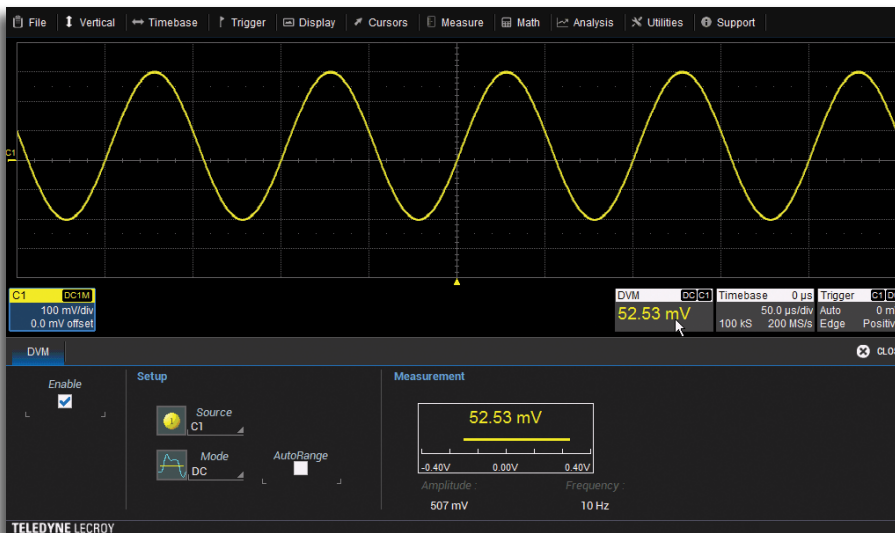 File Vertical Timebase Trigger Display Cursors Measure Math Analysis Utilities Support
C1
C1 DC1M
100 mV/div
0.0 mV offset
DVM DC C1
52.53 mV
Timebase 0 µs
50.0 µs/div
100 kS 200 MS/s
Trigger C1
Auto 0
Edge
DVM
Enable
Setup
1
Source
C1
Mode
DC
AutoRange
Measurement
52.53 mV
-0.40V 0.00V 0.40V
Amplitude :
507 mV
Frequency :
10 Hz
TELEDYNE LECROY